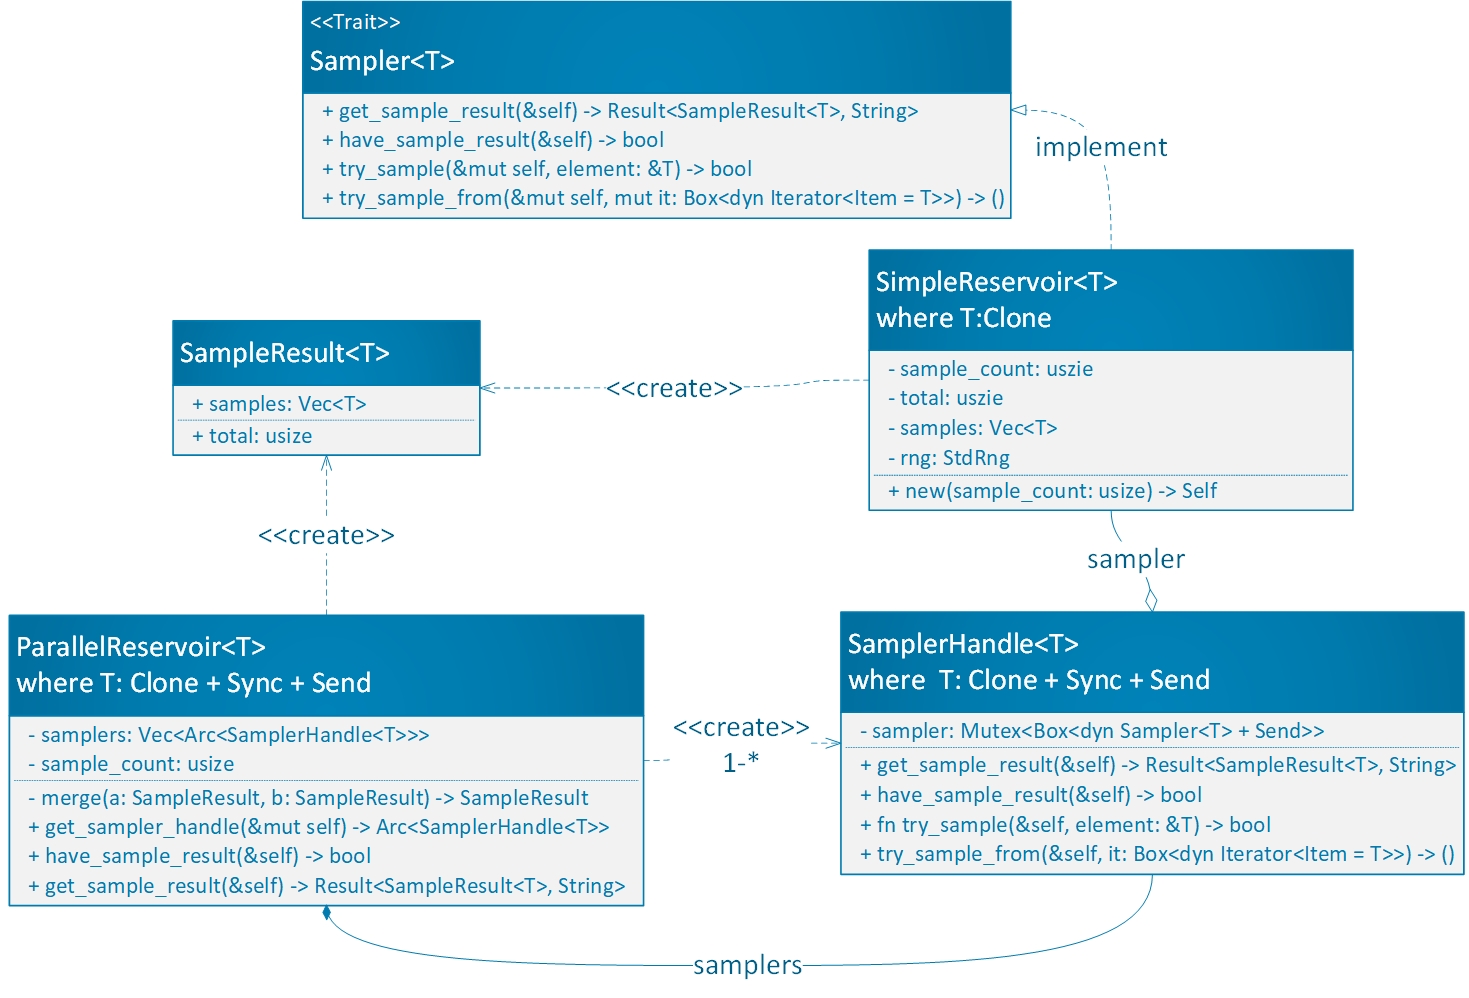 <<Trait>>
Sampler<T>
+ get_sample_result(&self) -> Result<SampleResult<T>, String>
+ have_sample_result(&self) -> bool
+ try_sample(&mut self, element: &T) -> bool
+ try_sample_from(&mut self, mut it: Box<dyn Iterator<Item = T>>) -> ()
implement
SimpleReservoir<T>
where T:Clone
- sample_count: uszie
- total: uszie
- samples: Vec<T>
- rng: StdRng
+ new(sample_count: usize) -> Self
SampleResult<T>
+ samples: Vec<T>
+ total: usize
<<create>>
<<create>>
sampler
ParallelReservoir<T>
where T: Clone + Sync + Send
- samplers: Vec<Arc<SamplerHandle<T>>>
- sample_count: usize
- merge(a: SampleResult, b: SampleResult) -> SampleResult
+ get_sampler_handle(&mut self) -> Arc<SamplerHandle<T>>
+ have_sample_result(&self) -> bool
+ get_sample_result(&self) -> Result<SampleResult<T>, String>
<<create>>
1-*
SamplerHandle<T>
where  T: Clone + Sync + Send
- sampler: Mutex<Box<dyn Sampler<T> + Send>>
+ get_sample_result(&self) -> Result<SampleResult<T>, String>
+ have_sample_result(&self) -> bool
+ fn try_sample(&self, element: &T) -> bool
+ try_sample_from(&self, it: Box<dyn Iterator<Item = T>>) -> ()
samplers